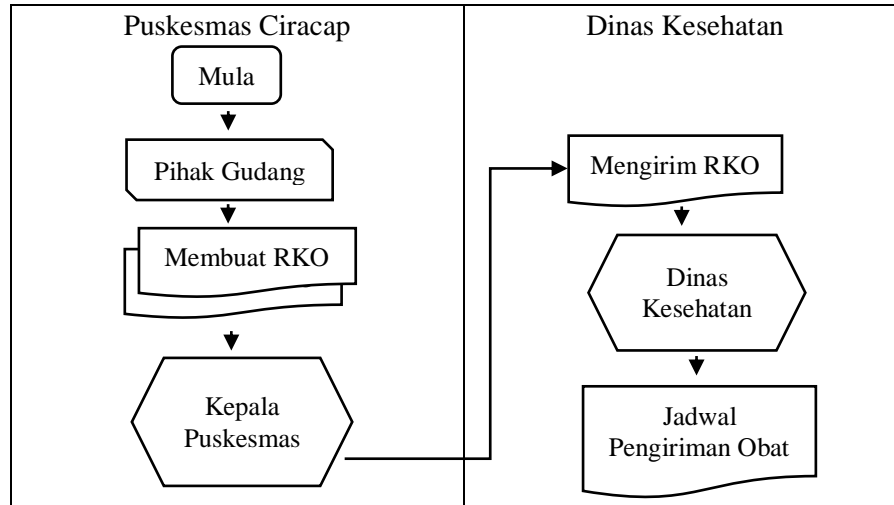 Puskesmas Ciracap
Mula
Pihak Gudang
Membuat RKO
Kepala
Puskesmas
Dinas Kesehatan
Mengirim RKO
Dinas
Kesehatan
Jadwal
Pengiriman Obat